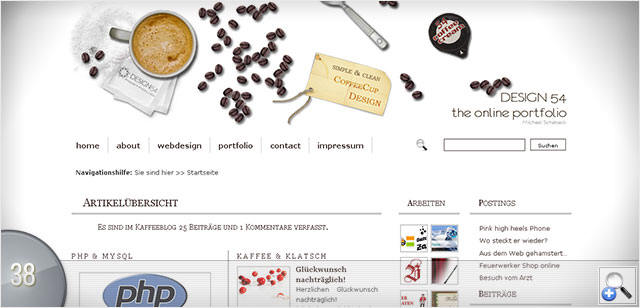 DESIGN54
coffee
cream
SIMPLE & CLEAN
COFFEECUP
DESIGN
DESIGN 54
the online portfolio
home
about
webdesign
portfolio
contact
impressum
Suchen
Navigationshilfe: Sie sind hier >> Startseite
ARTIKELÜBERSICHT
ES SIND IM KAFFEEBLOG 25 BEITRÄGE UND 1 KOMMENTARE VERFASST.
ARBEITEN
POSTINGS
Pink high heels Phone
Wo steckt er wieder?
Aus dem Web gehamstert...
Feuerwerker Shop online
Besuch vom Arzt
BEITRÄGE
PHP & MYSQL
KAFFEE & KLATSCH
php
Glückwunsch
nachträglich!
Herzlichen Glückwunsch
nachträglich!
38